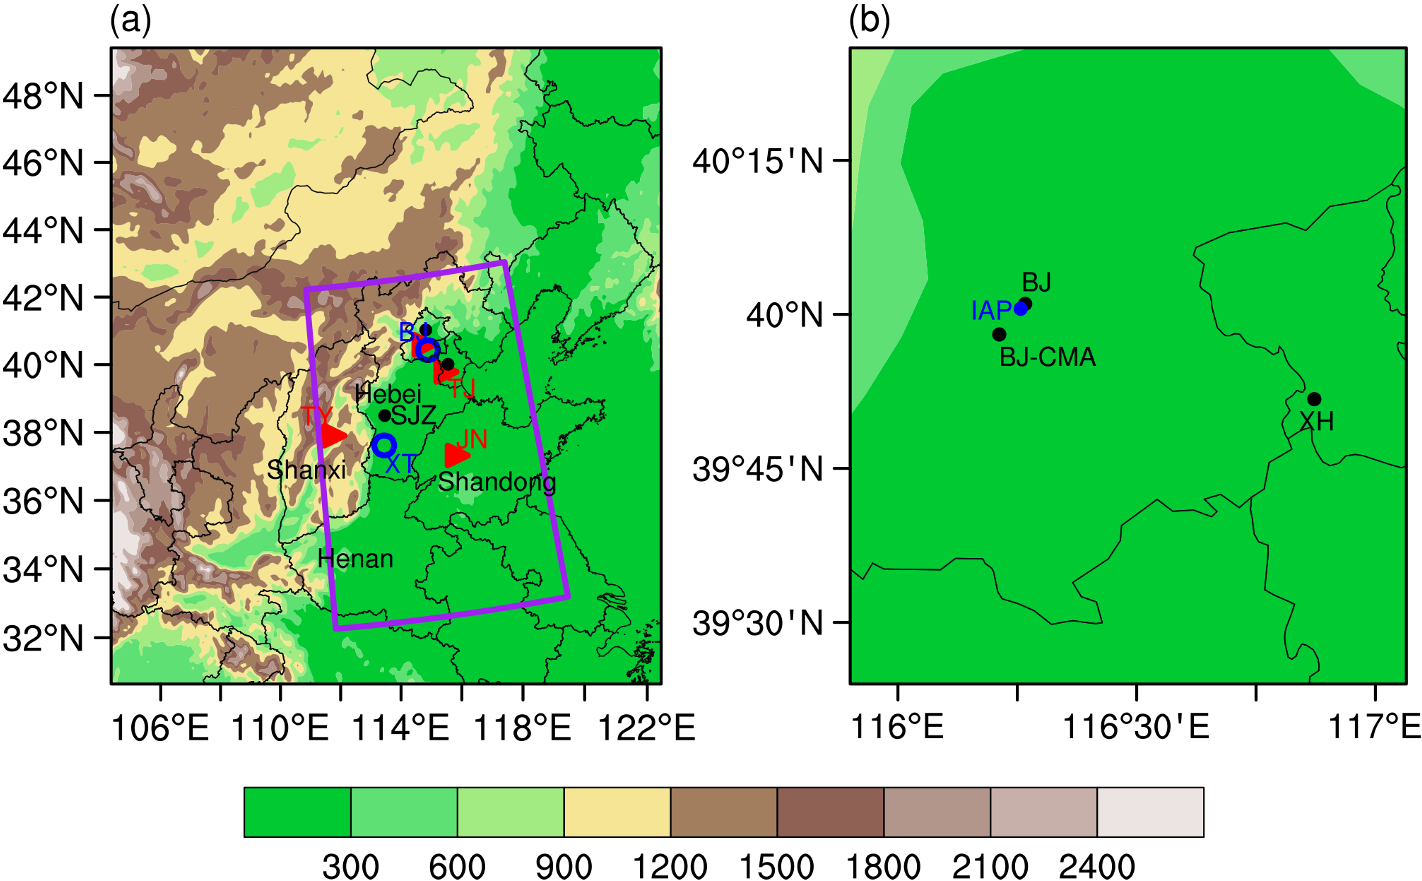 (a)
(b)
48°N
46°N
44°N
42°N
40°N
38°N
36°N
34°N
32°N
106°E
110°E
114°E
118°E
122°E
BJ
TJ
Hebei
SJZ
TY
JN
XT
Shanxi
Shandong
Henan
40°15'N
40°N
39°45'N
39°30'N
116°E
116°30'E
117°E
BJ
IAP
BJ-CMA
XH
300
600
900
1200
1500
1800
2100
2400